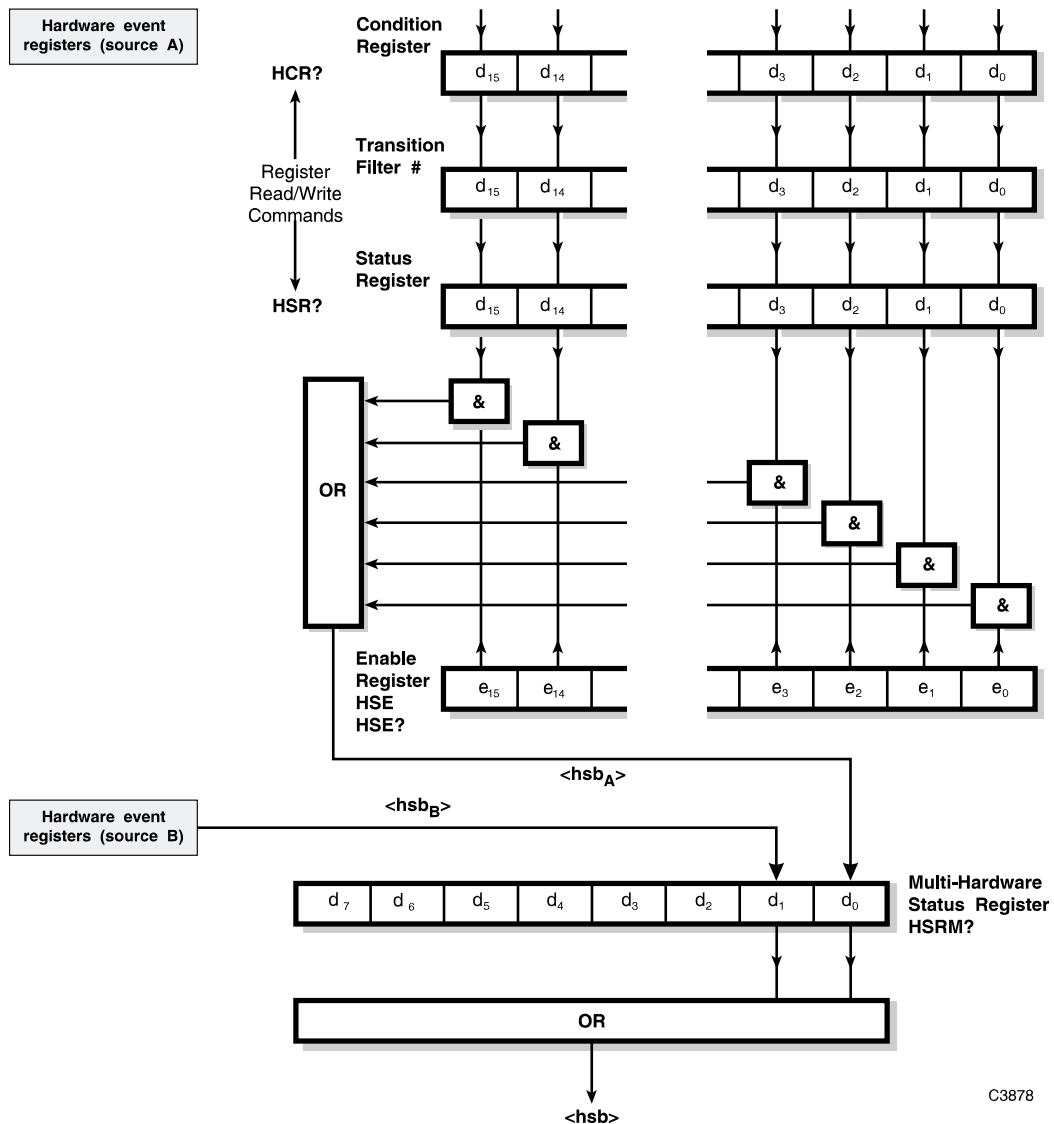 Hardware event
registers (source A)
Condition
Register
HCR?
d15 d14 d3 d2 d1 d0
Transition
Filter #
Register
Read/Write
Commands
d15 d14 d3 d2 d1 d0
Status
Register
HSR?
d15 d14 d3 d2 d1 d0
&
&
OR
&
&
&
&
Enable
Register
HSE
HSE?
e15 e14 e3 e2 e1 e0
<hsbA>
<hsbB>
Hardware event
registers (source B)
d7 d6 d5 d4 d3 d2 d1 d0
Multi-Hardware
Status Register
HSRM?
OR
<hsb>
C3878